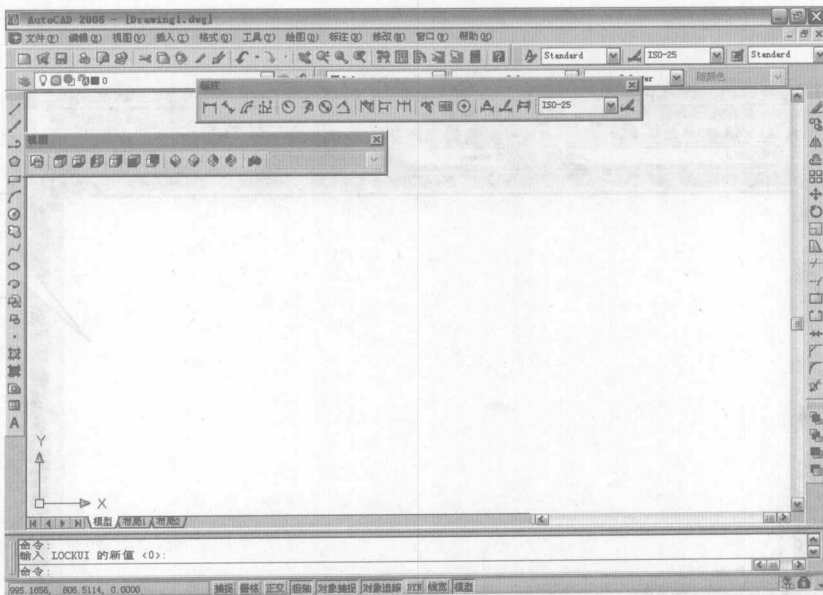 AutoCAD 2006 - [Drawing1.dwg]
文件(F) 编辑(E) 视图(V) 插入(I) 格式(O) 工具(T) 绘图(D) 标注(N) 修改(M) 窗口(W) 帮助(H)
Standard ISO-25 Standard
0 随颜色
标注
ISO-25
视图
A
Y
X
模型 布局1 布局2
命令:
输入 LOCKUI 的新值 <0>:
命令:
995.1656, 806.5114, 0.0000 捕捉 栅格 正交 极轴 对象捕捉 对象追踪 DYN 线宽 模型